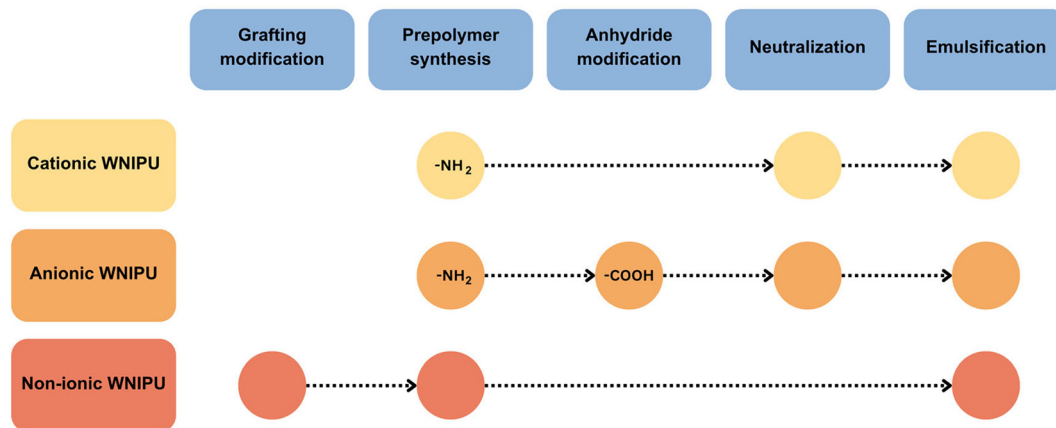 Grafting
modification
Prepolymer
synthesis
Anhydride
modification
Neutralization
Emulsification
Cationic WNIPU
-NH₂
Anionic WNIPU
-NH₂
-COOH
Non-ionic WNIPU